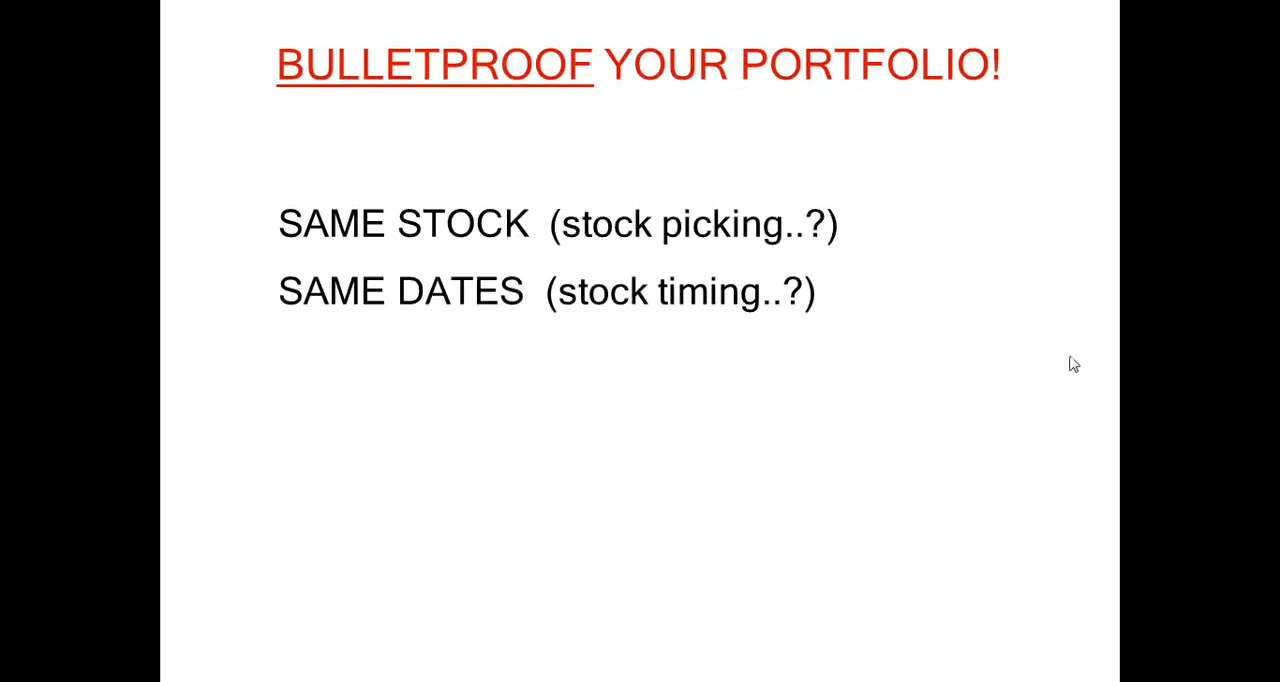 BULLETPROOF YOUR PORTFOLIO!
SAME STOCK (stock picking..?)
SAME DATES (stock timing..?)